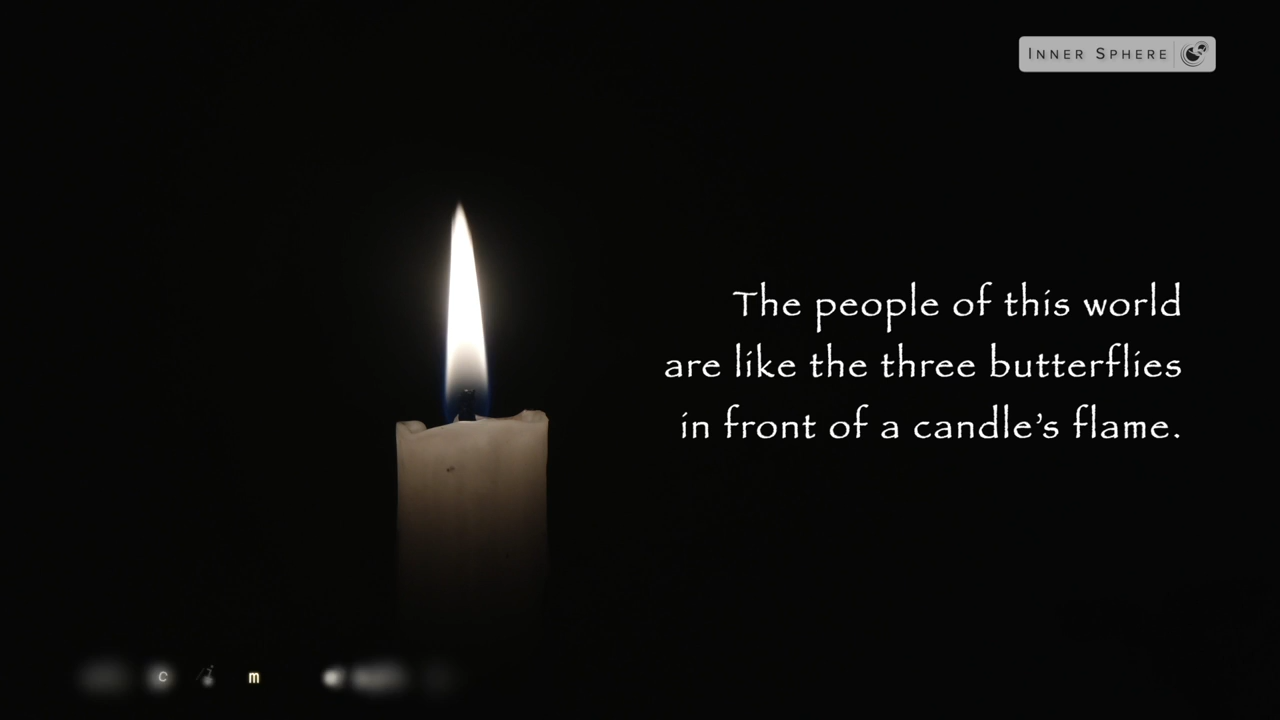 INNER SPHERE
The people of this world
are like the three butterflies
in front of a candle's flame.
c
m